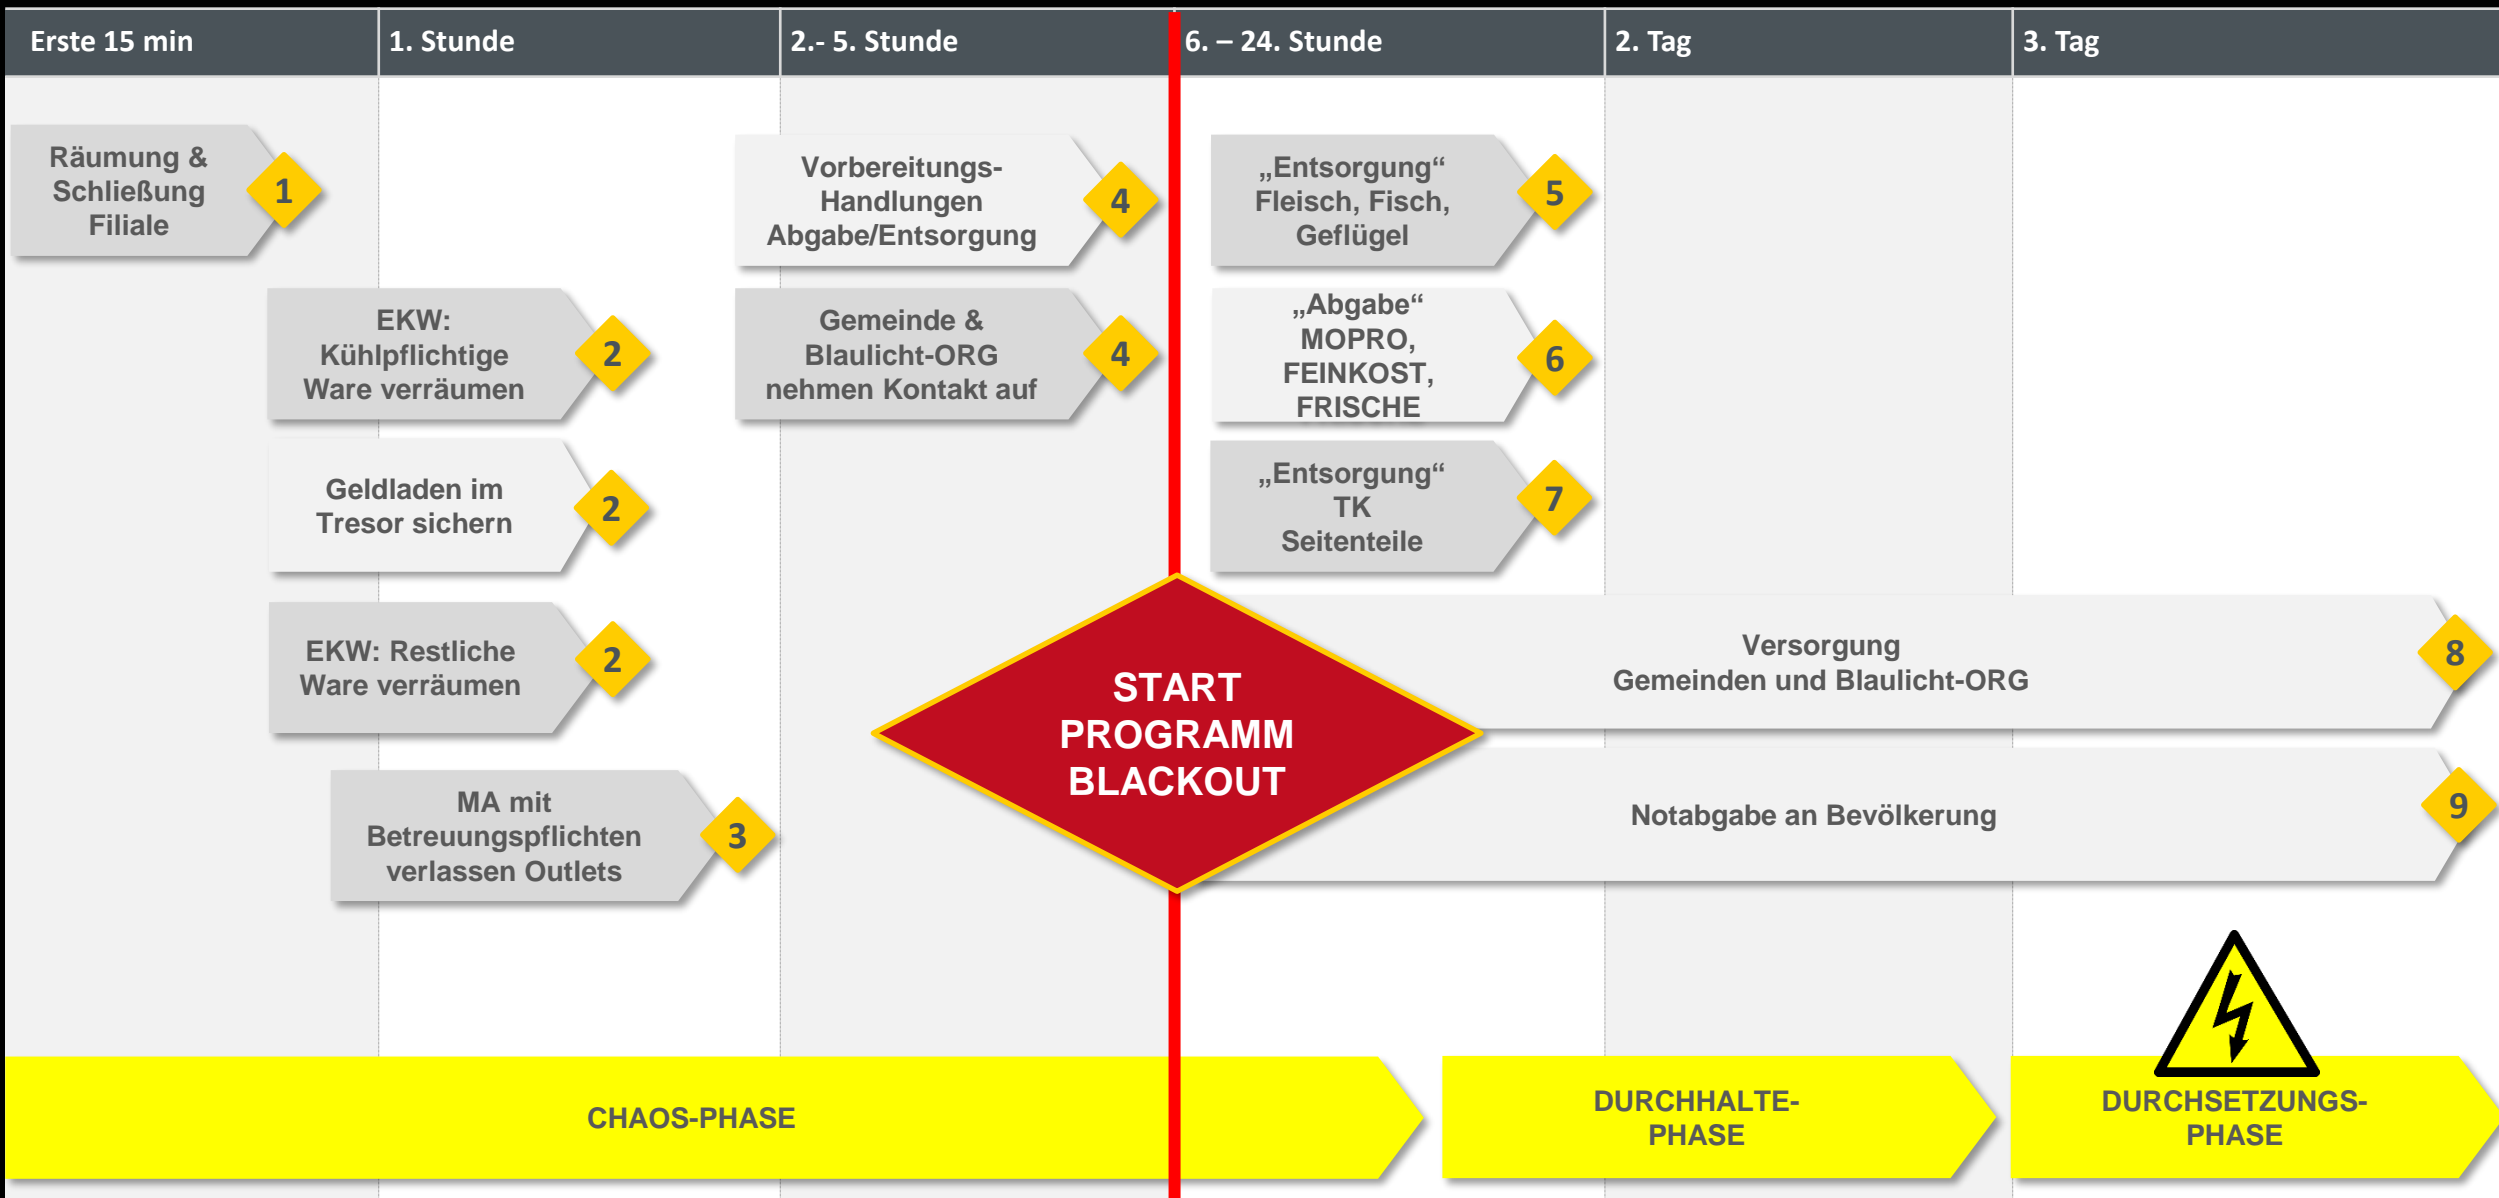 Erste 15 min
1. Stunde
2.- 5. Stunde
6. – 24. Stunde
2. Tag
3. Tag
Räumung &
Schließung
Filiale
1
EKW:
Kühlpflichtige
Ware verräumen
2
Geldladen im
Tresor sichern
2
EKW: Restliche
Ware verräumen
2
MA mit
Betreuungspflichten
verlassen Outlets
3
Vorbereitungs-
Handlungen
Abgabe/Entsorgung
4
Gemeinde &
Blaulicht-ORG
nehmen Kontakt auf
4
„Entsorgung“
Fleisch, Fisch,
Geflügel
5
„Abgabe“
MOPRO,
FEINKOST,
FRISCHE
6
„Entsorgung“
TK
Seitenteile
7
START
PROGRAMM
BLACKOUT
Versorgung
Gemeinden und Blaulicht-ORG
8
Notabgabe an Bevölkerung
9
CHAOS-PHASE
DURCHHALTE-
PHASE
DURCHSETZUNGS-
PHASE